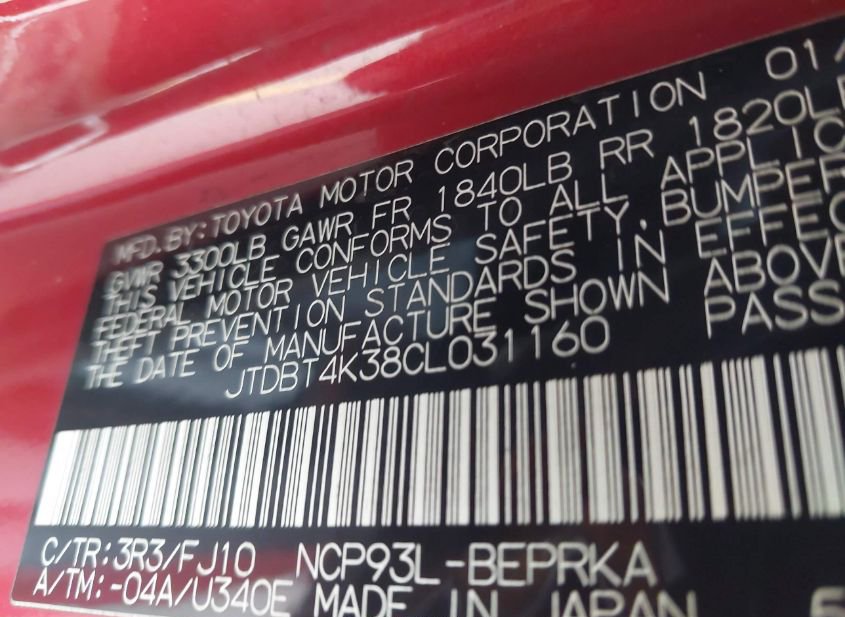 MFD.BY:TOYOTA MOTOR CORPORATION 01/
GVWR 3300LB GAWR FR 1840LB RR 1820LB
THIS VEHICLE CONFORMS TO ALL APPLIC
FEDERAL MOTOR VEHICLE SAFETY,BUMPER
THEFT PREVENTION STANDARDS IN EFFEC
THE DATE OF MANUFACTURE SHOWN ABOVE
JTDBT4K38CL031160 PASS
C/TR:3R3/FJ10 NCP93L-BEPRKA
A/TM:-04A/U340E MADE IN JAPAN